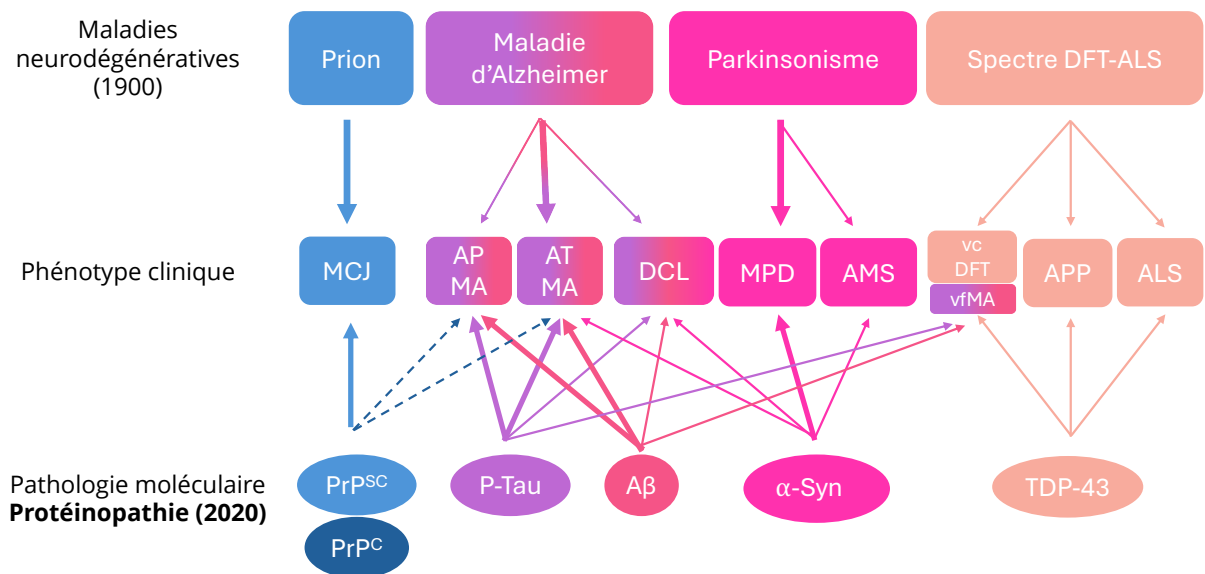 Maladies
neurodégénératives
(1900)
Prion
Maladie
d'Alzheimer
Parkinsonisme
Spectre DFT-ALS
Phénotype clinique
MCJ
AP
MA
AT
MA
DCL
MPD
AMS
vc
DFT
vfMA
APP
ALS
Pathologie moléculaire
Protéinopathie (2020)
PrPSC
PrPC
P-Tau
Aβ
α-Syn
TDP-43